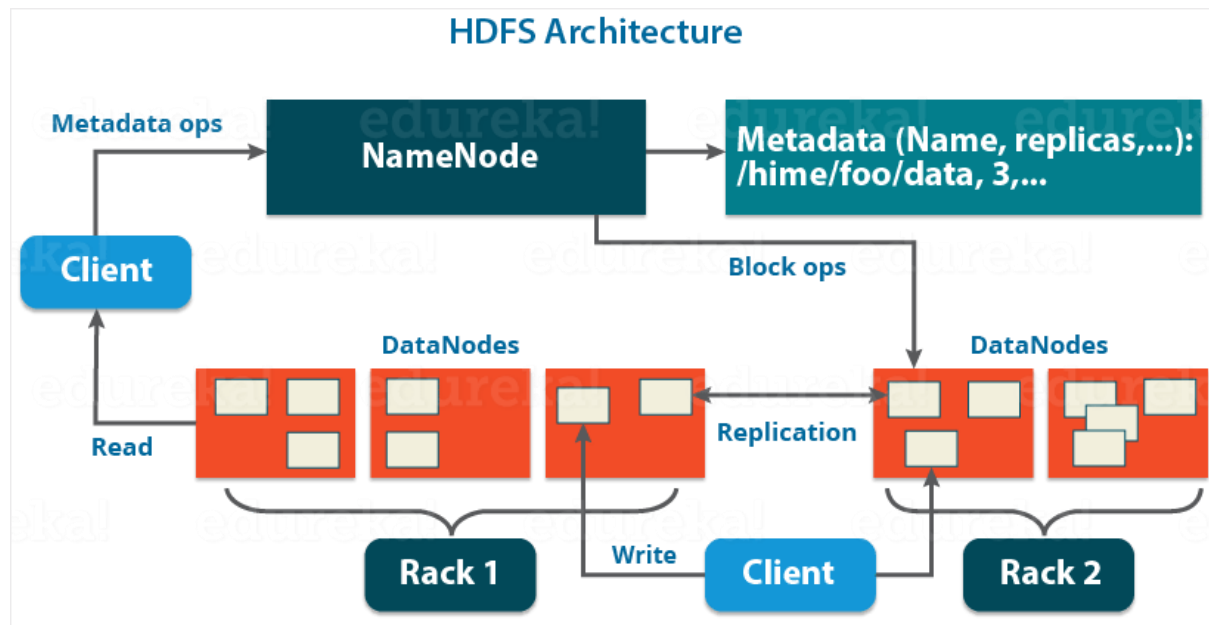 HDFS Architecture
Metadata ops
NameNode
Metadata (Name, replicas,...):
/hime/foo/data, 3,...
Client
Block ops
DataNodes
DataNodes
Read
Replication
Rack 1
Write
Client
Rack 2
edureka!